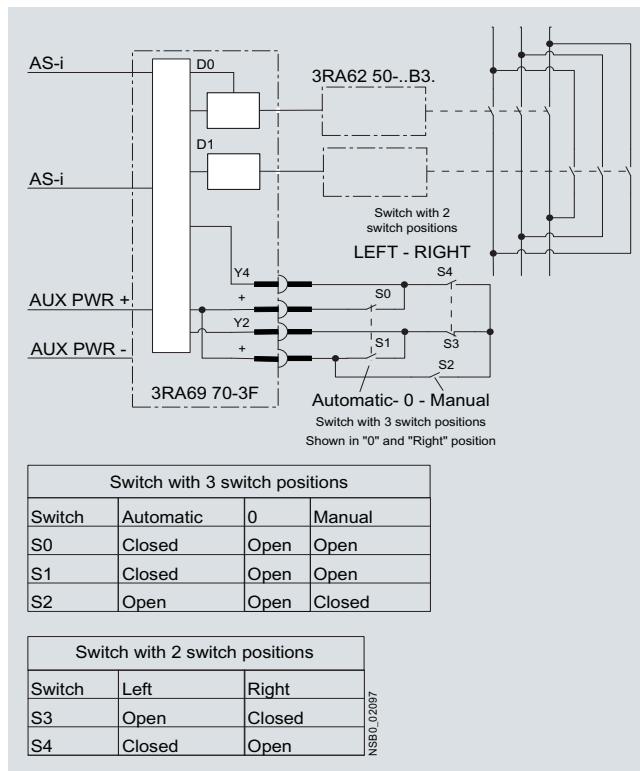 AS-i
D0
3RA62 50-..B3.
D1
AS-i
Switch with 2
switch positions
LEFT - RIGHT
Y4
S4
S0
AUX PWR +
+
Y2
S1
S3
AUX PWR -
+
S2
3RA69 70-3F
Automatic- 0 - Manual
Switch with 3 switch positions
Shown in "0" and "Right" position
Switch with 3 switch positions
Switch Automatic 0 Manual
S0 Closed Open Open
S1 Closed Open Open
S2 Open Open Closed
Switch with 2 switch positions
Switch Left Right
S3 Open Closed
S4 Closed Open
NSB0_02097